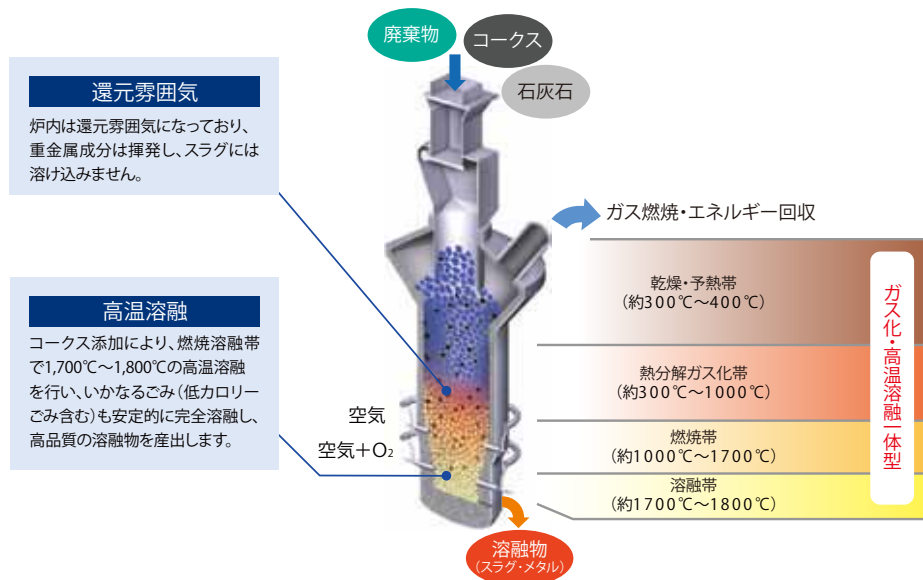 廃棄物
コークス
石灰石
還元雰囲気
炉内は還元雰囲気になっており、
重金属成分は揮発し、スラグには
溶け込みません。
高温溶融
コークス添加により、燃焼溶融帯
で1,700℃～1,800℃の高温溶融
を行い、いかなるごみ（低カロリー
ごみ含む）も安定的に完全溶融し、
高品質の溶融物を産出します。
空気
空気＋O₂
ガス燃焼・エネルギー回収
乾燥・予熱帯
（約300℃～400℃）
熱分解ガス化帯
（約300℃～1000℃）
燃焼帯
（約1000℃～1700℃）
溶融帯
（約1700℃～1800℃）
ガス化・高温溶融一体型
溶融物
（スラグ・メタル）